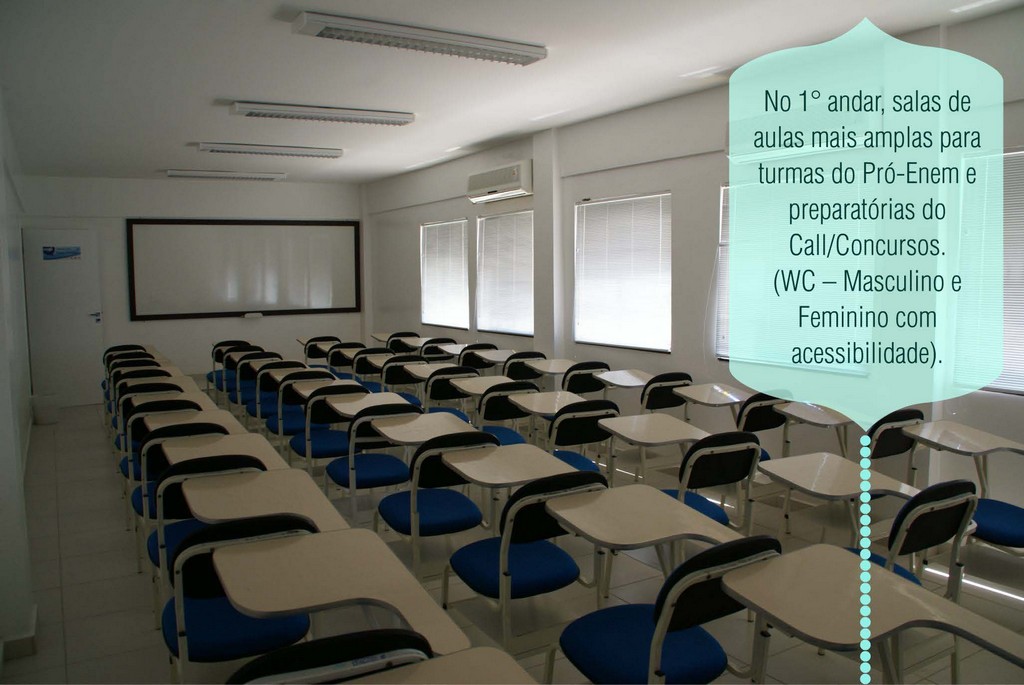 No 1° andar, salas de
aulas mais amplas para
turmas do Pró-Enem e
preparatórias do
Call/Concursos.
(WC – Masculino e
Feminino com
acessibilidade).